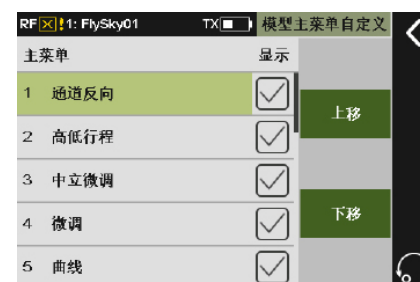 RF 1: FlySky01 TX 模型主菜单自定义
主菜单 显示
1 通道反向
上移
2 高低行程
3 中立微调
下移
4 微调
5 曲线